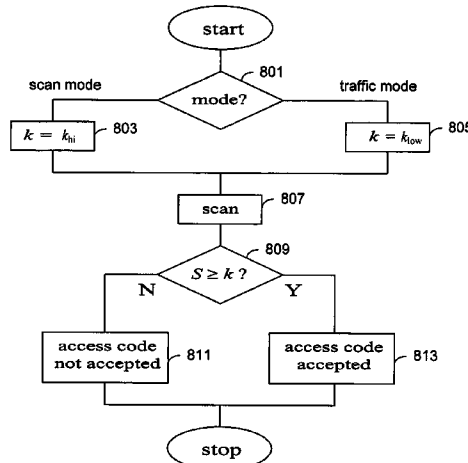 start
801
scan mode
traffic mode
mode?
803
k = k_hi
k = k_low
805
807
scan
809
S ≥ k ?
N
Y
access code
not accepted
811
access code
accepted
813
stop